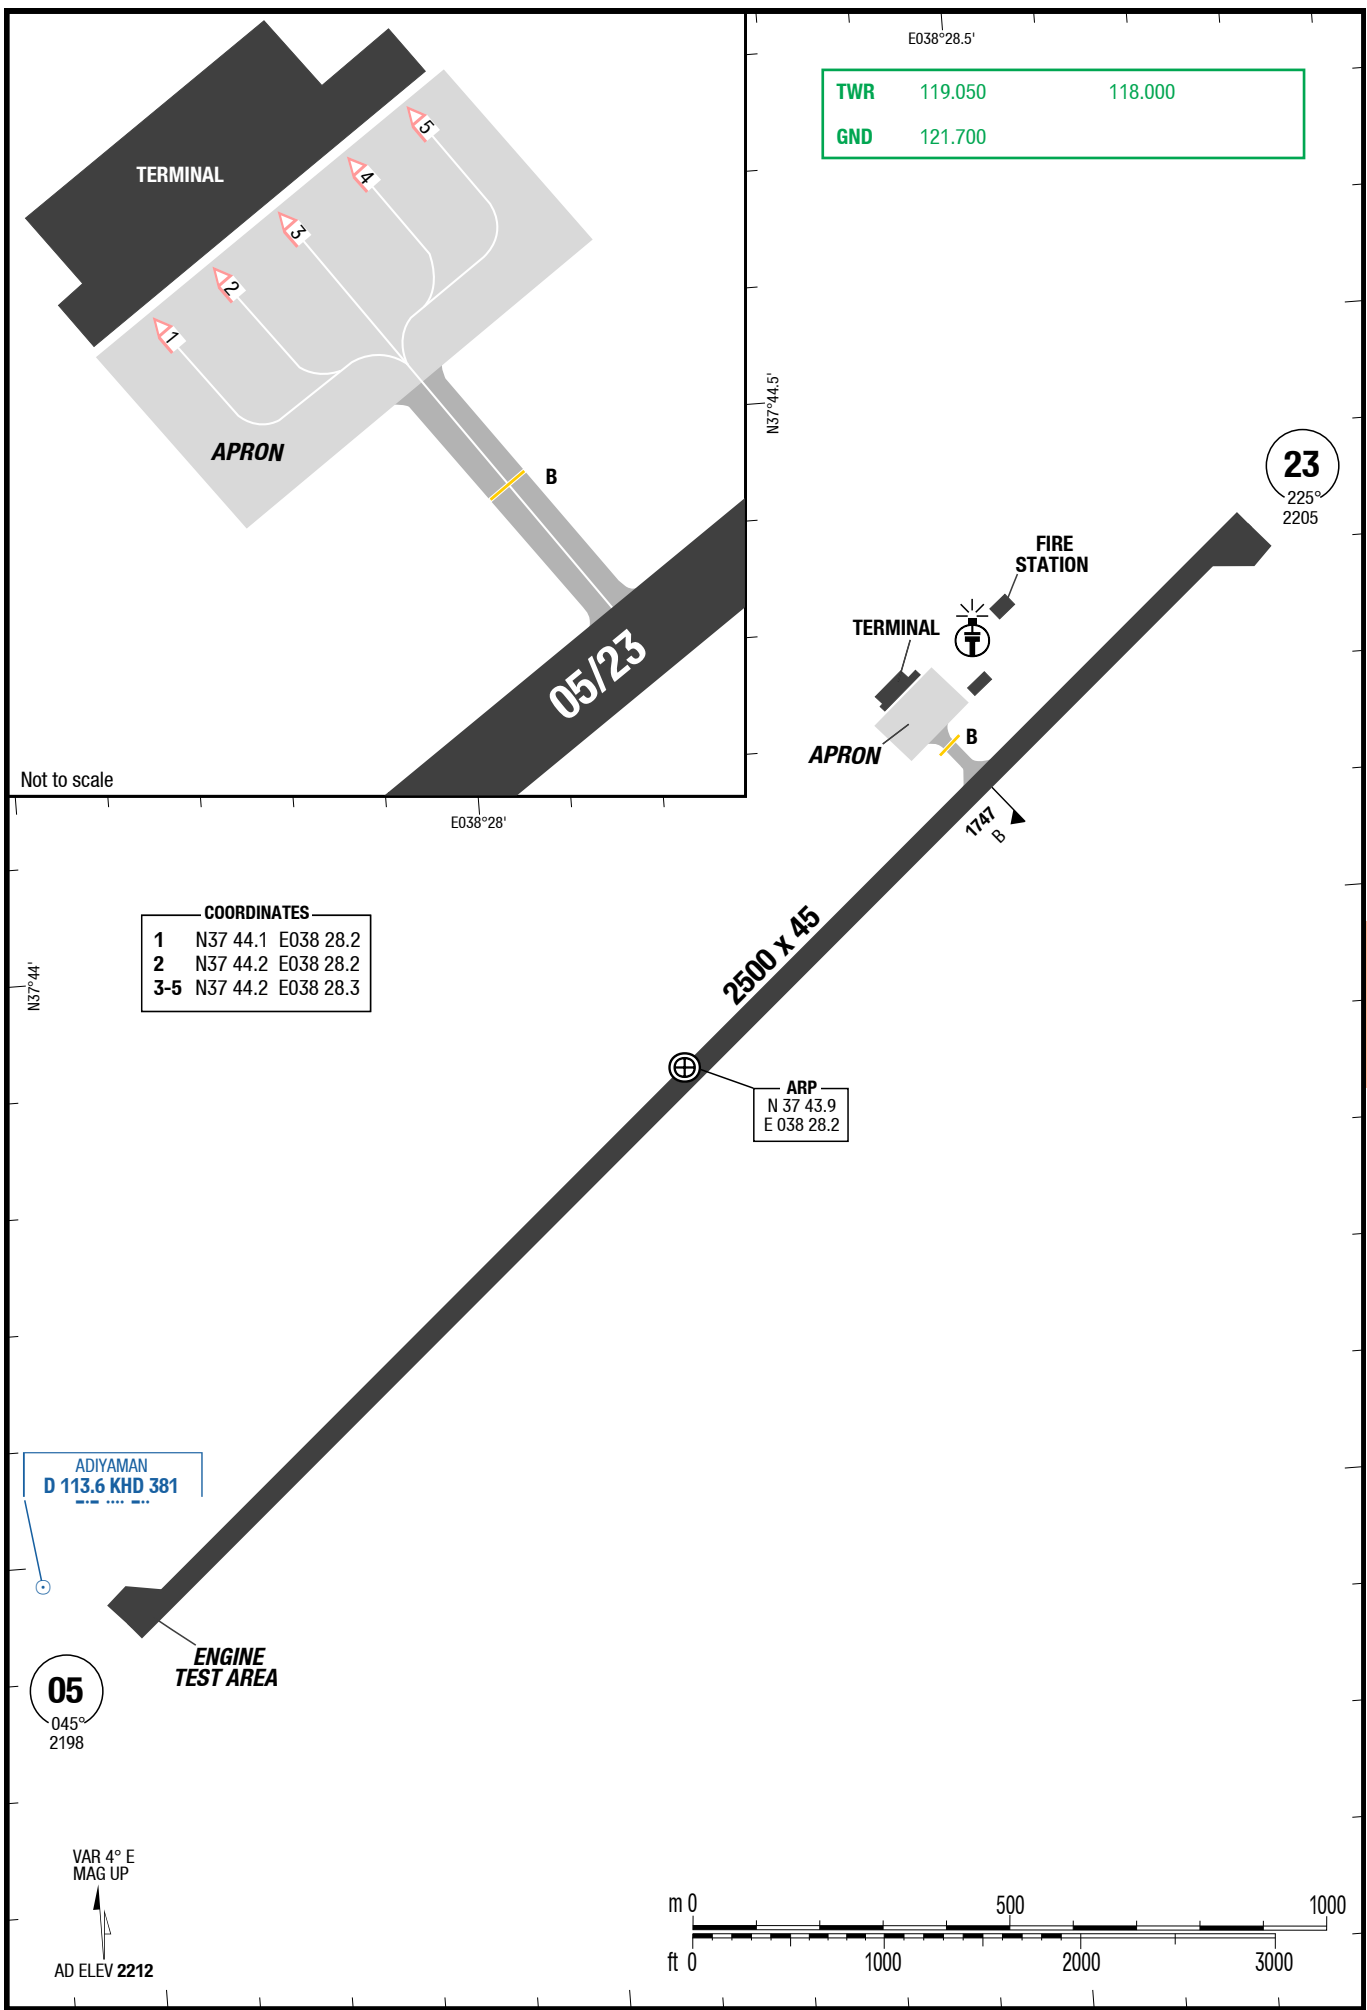 E038°28.5'
TWR 119.050 118.000
GND 121.700
TERMINAL
5
4
3
2
1
APRON
B
05/23
Not to scale
N37°44.5'
23
225°
2205
FIRE
STATION
TERMINAL
APRON
B
1747
B
E038°28'
COORDINATES
1 N37 44.1 E038 28.2
2 N37 44.2 E038 28.2
3-5 N37 44.2 E038 28.3
N37°44'
2500 x 45
ARP
N 37 43.9
E 038 28.2
ADIYAMAN
D 113.6 KHD 381
ENGINE
TEST AREA
05
045°
2198
VAR 4° E
MAG UP
AD ELEV 2212
m 0 500 1000
ft 0 1000 2000 3000